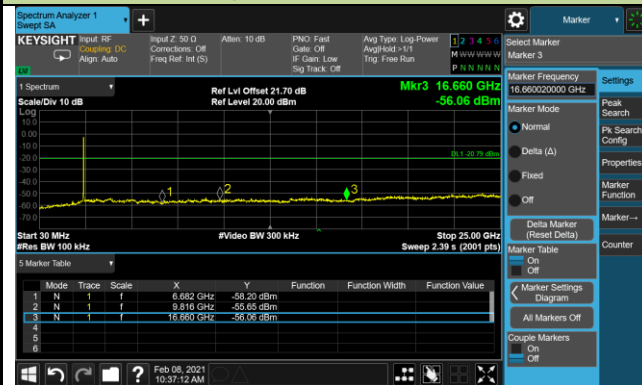 Spectrum Analyzer 1
Swept SA
+
Marker
KEYSIGHT
Input: RF
Coupling: DC
Align: Auto
Input Z: 50 Ω
Corrections: Off
Freq Ref: Int (S)
Atten: 10 dB
PNO: Fast
Gate: Off
IF Gain: Low
Sig Track: Off
Avg Type: Log-Power
Avg|Hold:>1/1
Trig: Free Run
1 2 3 4 5 6
M W W W W W
P N N N N N
Select Marker
Marker 3
Marker Frequency
16.660020000 GHz
Marker Mode
Normal
Delta (Δ)
Fixed
Off
Delta Marker
(Reset Delta)
Marker Table
On
Off
Marker Settings
Diagram
All Markers Off
Couple Markers
On
Off
Settings
Peak
Search
Pk Search
Config
Properties
Marker
Function
Marker→
Counter
1 Spectrum
Scale/Div 10 dB
Ref Lvl Offset 21.70 dB
Ref Level 20.00 dBm
Mkr3 16.660 GHz
-56.06 dBm
Log
10.0
0.00
-10.0
-20.0
-30.0
-40.0
-50.0
-60.0
-70.0
DL1 -20.79 dBm
1
2
3
Start 30 MHz
#Res BW 100 kHz
#Video BW 300 kHz
Stop 25.00 GHz
Sweep 2.39 s (2001 pts)
5 Marker Table
Mode Trace Scale X Y Function Function Width Function Value
1 N 1 f 6.682 GHz -58.20 dBm
2 N 1 f 9.816 GHz -55.65 dBm
3 N 1 f 16.660 GHz -56.06 dBm
4
5
6
?
Feb 08, 2021
10:37:12 AM